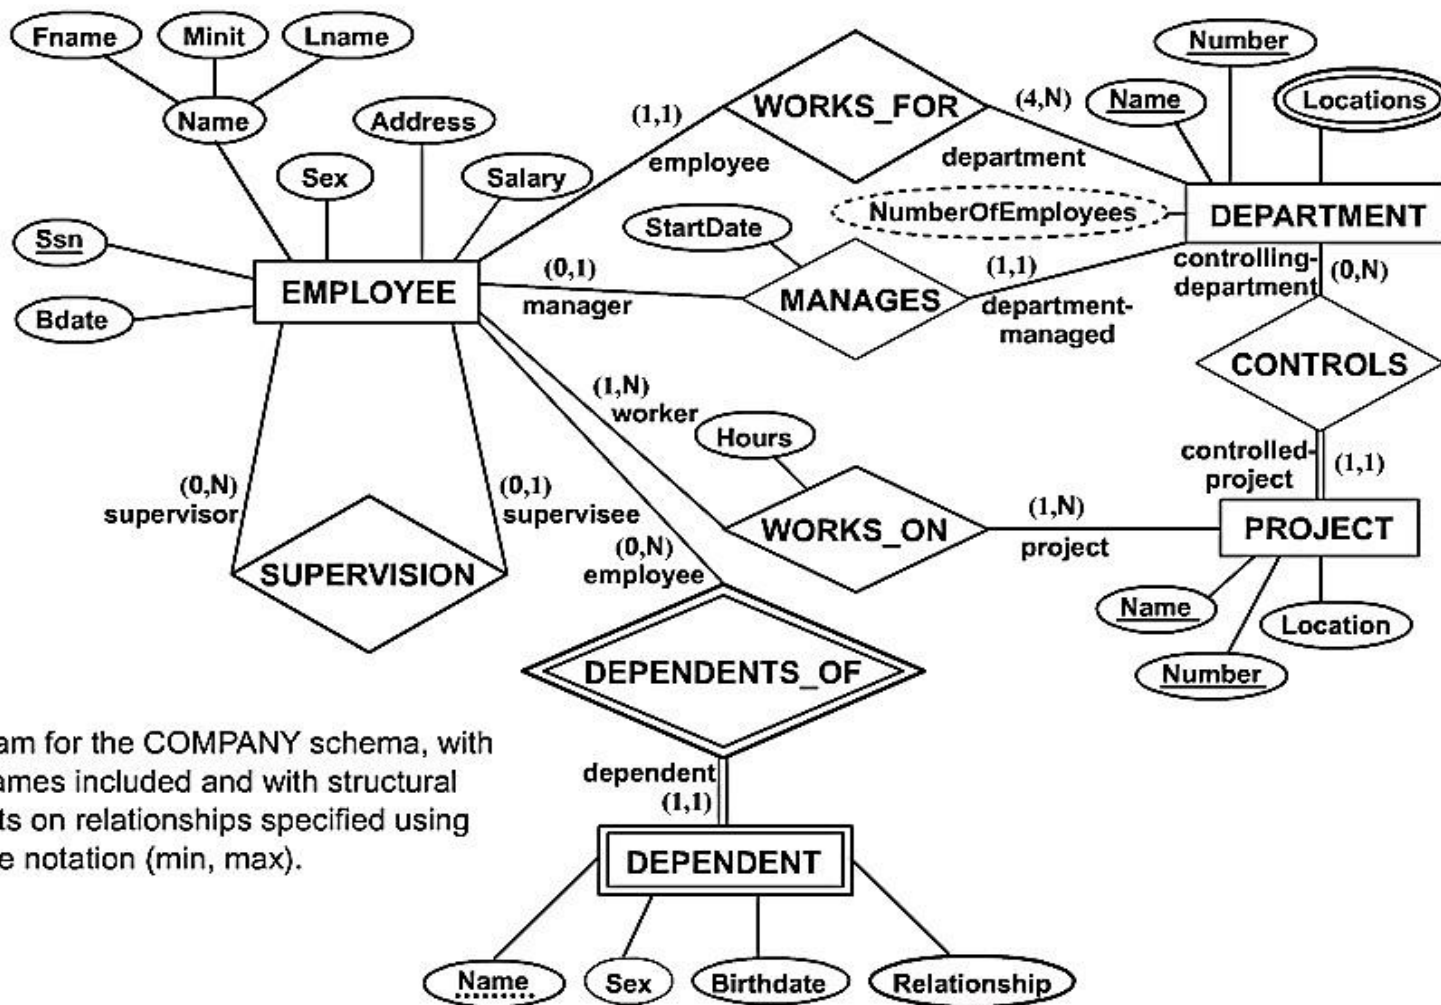 Fname
Minit
Lname
Name
Address
Sex
Salary
Ssn
Bdate
EMPLOYEE
(1,1)
employee
WORKS_FOR
(4,N)
department
Number
Name
Locations
NumberOfEmployees
DEPARTMENT
StartDate
(0,1)
manager
MANAGES
(1,1)
department-
managed
controlling-
department
(0,N)
CONTROLS
controlled-
project
(1,1)
(1,N)
worker
Hours
WORKS_ON
(1,N)
project
PROJECT
Name
Number
Location
(0,N)
supervisor
(0,1)
supervisee
SUPERVISION
(0,N)
employee
DEPENDENTS_OF
dependent
(1,1)
DEPENDENT
Name
Sex
Birthdate
Relationship
am for the COMPANY schema, with
ames included and with structural
ts on relationships specified using
e notation (min, max).